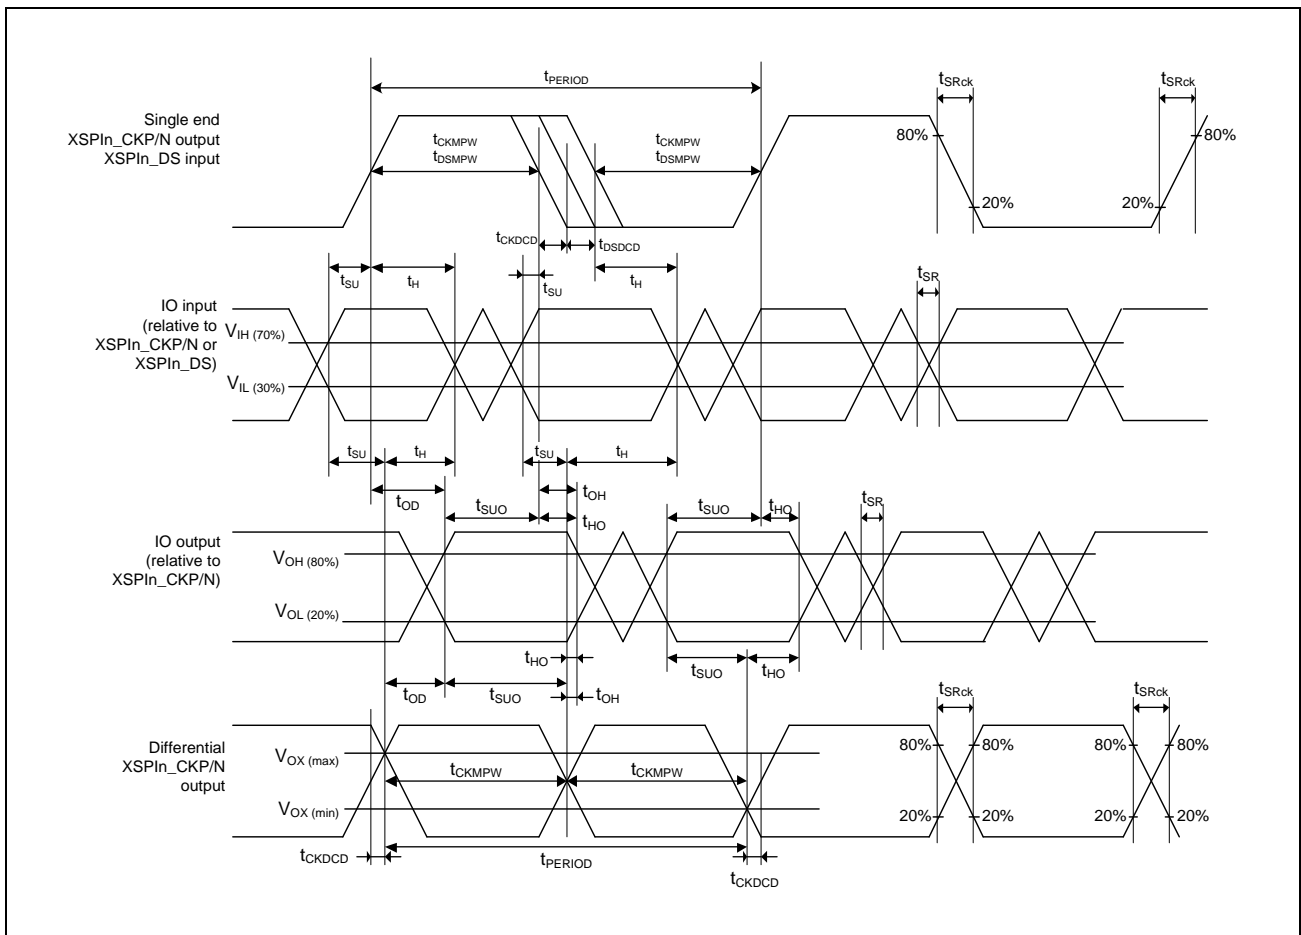 tPERIOD
tSRck
tSRck
Single end
XSPIn_CKP/N output
XSPIn_DS input
tCKMPW
tDSMPW
tCKMPW
tDSMPW
80%
80%
20%
20%
tCKDCD
tDSDCD
tSU
tH
tSU
tH
tSR
IO input
(relative to
XSPIn_CKP/N or
XSPIn_DS)
VIH (70%)
VIL (30%)
tSU
tH
tSU
tH
tOD
tSUO
tOH
tHO
tSUO
tHO
tSR
IO output
(relative to
XSPIn_CKP/N)
VOH (80%)
VOL (20%)
tHO
tSUO
tHO
tOD
tSUO
tOH
tSRck
tSRck
Differential
XSPIn_CKP/N
output
VOX (max)
VOX (min)
tCKMPW
tCKMPW
80%
80%
80%
80%
20%
20%
20%
20%
tCKDCD
tPERIOD
tCKDCD